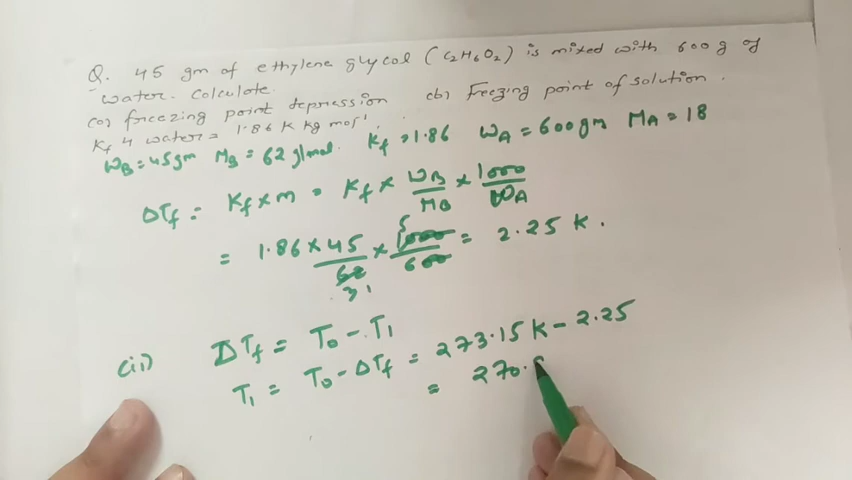 Q. 45 gm of ethylene glycol (C2H6O2) is mixed with 600 g of
water. Calculate.
(a) freezing point depression (b) Freezing point of solution.
Kf 4 water = 1.86 K kg mol⁻¹.
WB = 45gm MB = 62 g/mol. Kf = 1.86 WA = 600gm MA = 18
ΔTf = Kf × m = Kf × WB/MB × 1000/WA
= 1.86 × 45/62 × 1000/600 = 2.25 K.
(ii) ΔTf = T0 - T1
T1 = T0 - ΔTf = 273.15 K - 2.25
= 270.